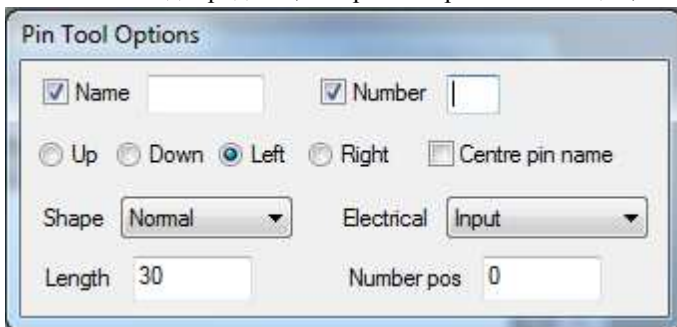 Pin Tool Options
Name Number
Up Down Left Right Centre pin name
Shape Normal Electrical Input
Length 30 Number pos 0